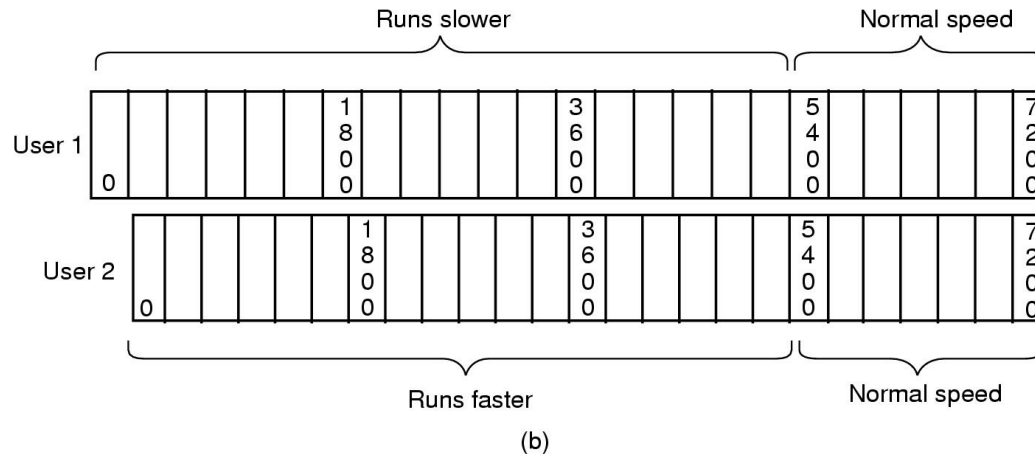 Runs slower Normal speed
User 1 0 1800 3600 5400 7200
User 2 0 1800 3600 5400 7200
Runs faster Normal speed
(b)